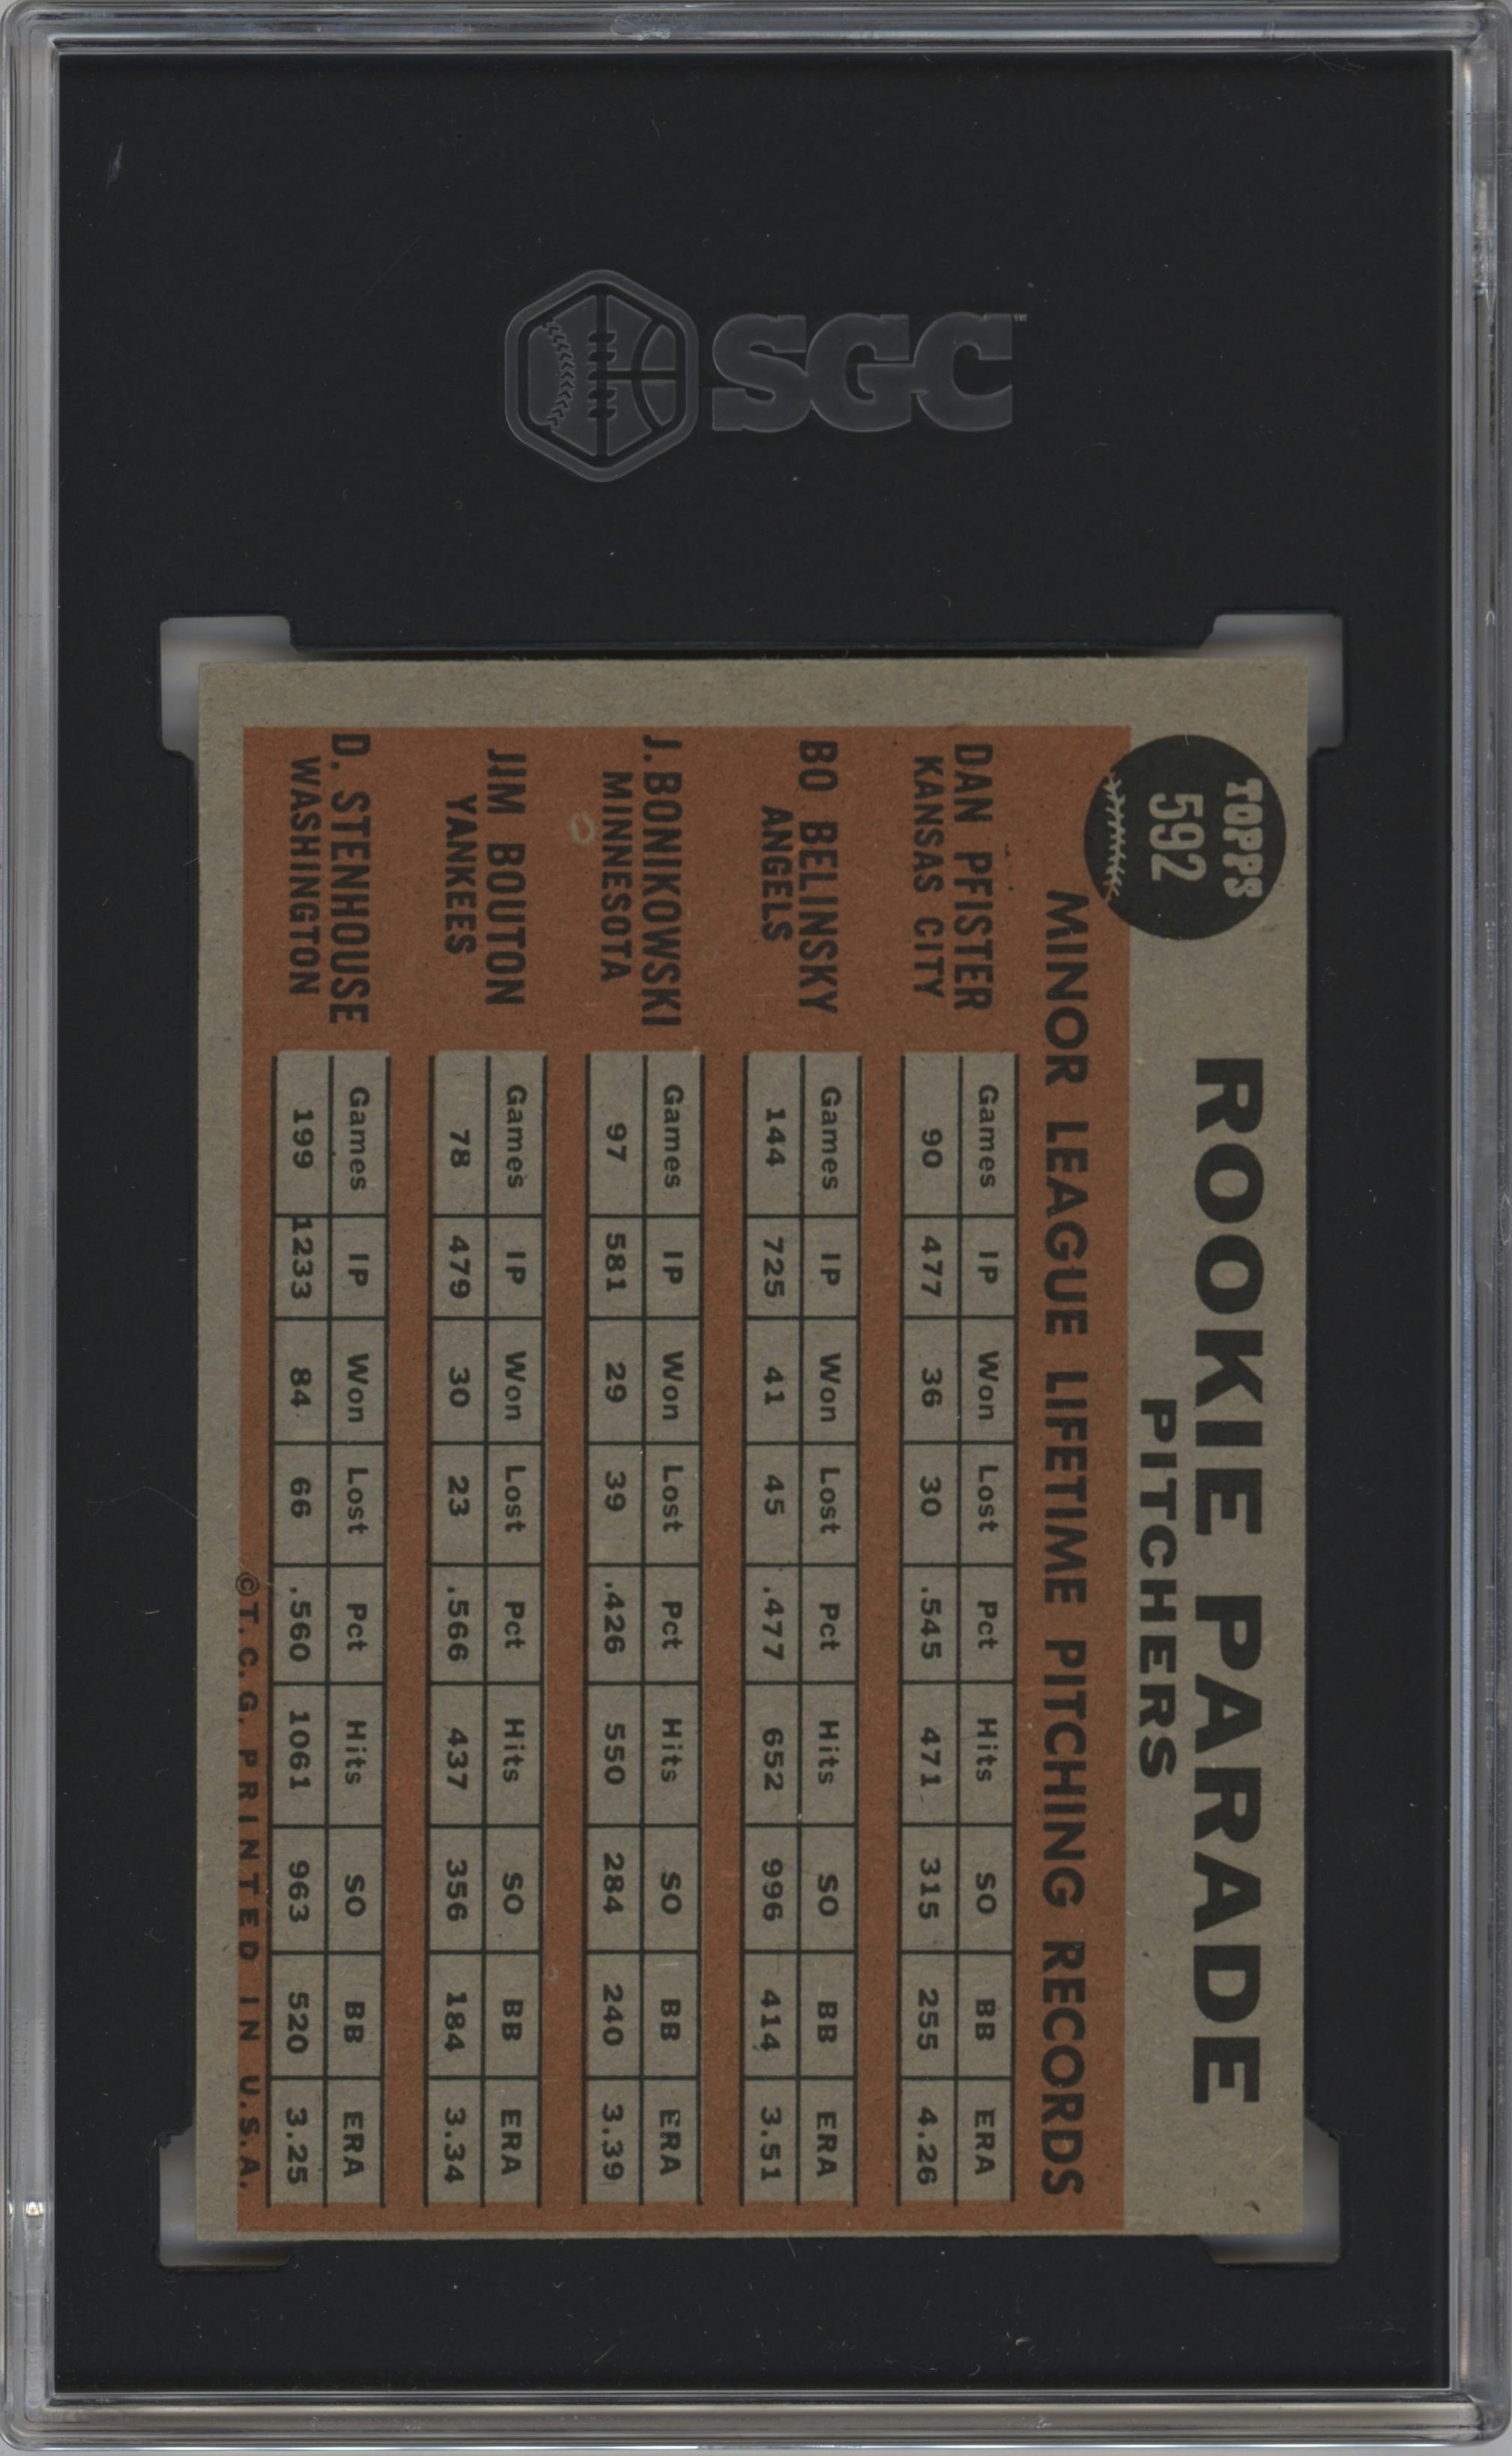 SGC™
TOPPS
592
ROOKIE PARADE
PITCHERS
MINOR LEAGUE LIFETIME PITCHING RECORDS
DAN PFISTER
KANSAS CITY
Games IP Won Lost Pct Hits SO BB ERA
90 477 36 30 .545 471 315 255 4.26
BO BELINSKY
ANGELS
Games IP Won Lost Pct Hits SO BB ERA
144 725 41 45 .477 652 996 414 3.51
J. BONIKOWSKI
MINNESOTA
Games IP Won Lost Pct Hits SO BB ERA
97 581 29 39 .426 550 284 240 3.39
JIM BOUTON
YANKEES
Games IP Won Lost Pct Hits SO BB ERA
78 479 30 23 .566 437 356 184 3.34
D. STENHOUSE
WASHINGTON
Games IP Won Lost Pct Hits SO BB ERA
199 1233 84 66 .560 1061 963 520 3.25
©T.C.G. PRINTED IN U.S.A.